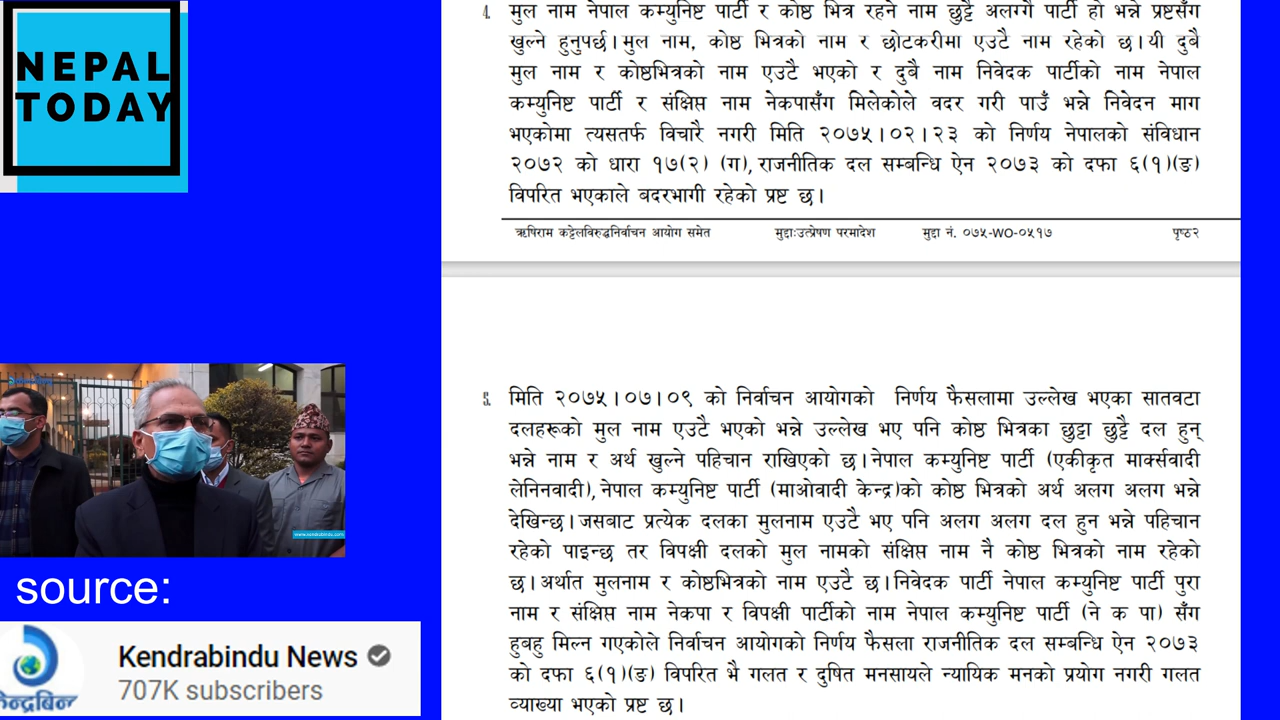 NEPAL
TODAY
www.kendrabindu.com
source:
Kendrabindu News
707K subscribers
केन्द्रबिन्दु
4. मुल नाम नेपाल कम्युनिष्ट पार्टी र कोष्ठ भित्र रहने नाम छुट्टै अलग्गै पार्टी हो भन्ने प्रष्टसँग
खुल्ने हुनुपर्छ। मुल नाम, कोष्ठ भित्रको नाम र छोटकरीमा एउटै नाम रहेको छ। यी दुबै
मुल नाम र कोष्ठभित्रको नाम एउटै भएको र दुबै नाम निवेदक पार्टीको नाम नेपाल
कम्युनिष्ट पार्टी र संक्षिप्त नाम नेकपासँग मिलेकोले वदर गरी पाउँ भन्ने निवेदन माग
भएकोमा त्यसतर्फ विचारै नगरी मिति २०७५।०२।२३ को निर्णय नेपालको संविधान
२०७२ को धारा १७(२) (ग), राजनीतिक दल सम्बन्धि ऐन २०७३ को दफा ६(१)(ङ)
विपरित भएकाले बदरभागी रहेको प्रष्ट छ।
ऋषिराम कट्टेलविरुद्धनिर्वाचन आयोग समेत मुद्दाःउत्प्रेषण परमादेश मुद्दा नं. ०७५-WO-०५१७ पृष्ठ२
5. मिति २०७५।०७।०९ को निर्वाचन आयोगको निर्णय फैसलामा उल्लेख भएका सातवटा
दलहरूको मुल नाम एउटै भएको भन्ने उल्लेख भए पनि कोष्ठ भित्रका छुट्टा छुट्टै दल हुन्
भन्ने नाम र अर्थ खुल्ने पहिचान राखिएको छ। नेपाल कम्युनिष्ट पार्टी (एकीकृत मार्क्सवादी
लेनिनवादी), नेपाल कम्युनिष्ट पार्टी (माओवादी केन्द्र)को कोष्ठ भित्रको अर्थ अलग अलग भन्ने
देखिन्छ। जसबाट प्रत्येक दलका मुलनाम एउटै भए पनि अलग अलग दल हुन भन्ने पहिचान
रहेको पाइन्छ तर विपक्षी दलको मुल नामको संक्षिप्त नाम नै कोष्ठ भित्रको नाम रहेको
छ। अर्थात मुलनाम र कोष्ठभित्रको नाम एउटै छ। निवेदक पार्टी नेपाल कम्युनिष्ट पार्टी पुरा
नाम र संक्षिप्त नाम नेकपा र विपक्षी पार्टीको नाम नेपाल कम्युनिष्ट पार्टी (ने क पा) सँग
हुबहु मिल्न गएकोले निर्वाचन आयोगको निर्णय फैसला राजनीतिक दल सम्बन्धि ऐन २०७३
को दफा ६(१)(ङ) विपरित भै गलत र दुषित मनसायले न्यायिक मनको प्रयोग नगरी गलत
व्याख्या भएको प्रष्ट छ।